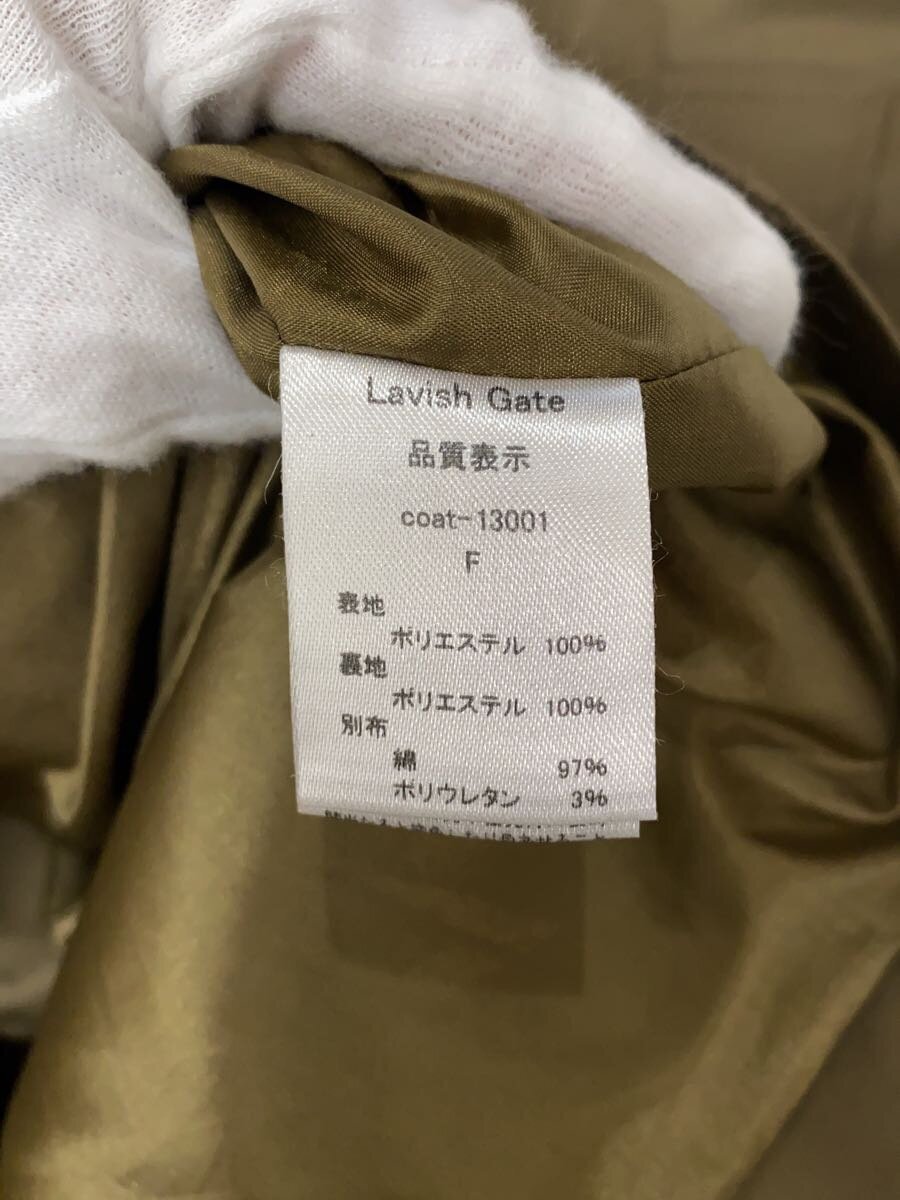 Lavish Gate
品質表示
coat-13001
F
表地
ポリエステル 100%
裏地
ポリエステル 100%
別布
綿 97%
ポリウレタン 3%